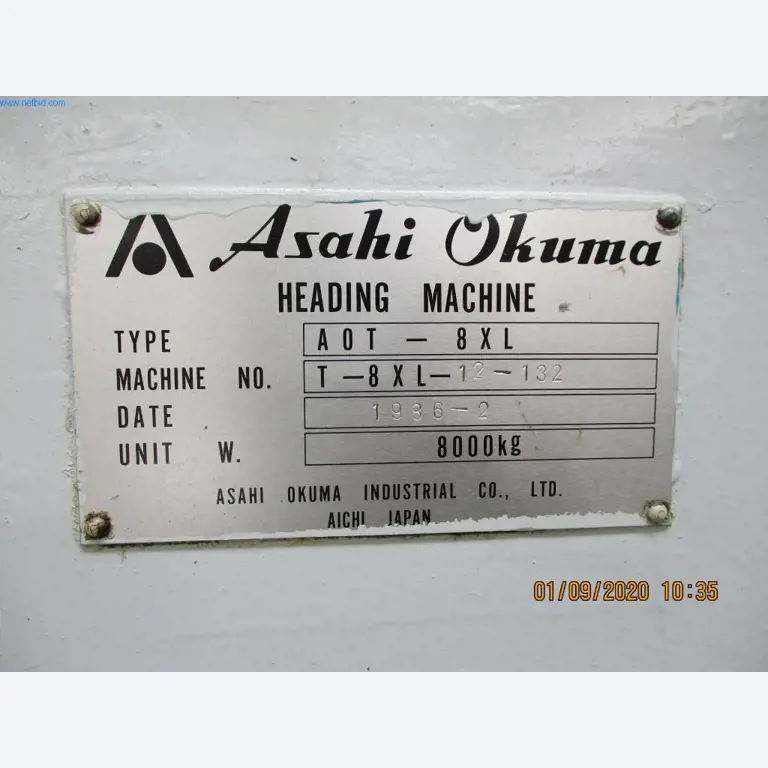 www.netbid.com
Asahi Okuma
HEADING MACHINE
TYPE AOT - 8XL
MACHINE NO. T-8XL-12-132
DATE 1986-2
UNIT W. 8000kg
ASAHI OKUMA INDUSTRIAL CO., LTD.
AICHI JAPAN
01/09/2020 10:35